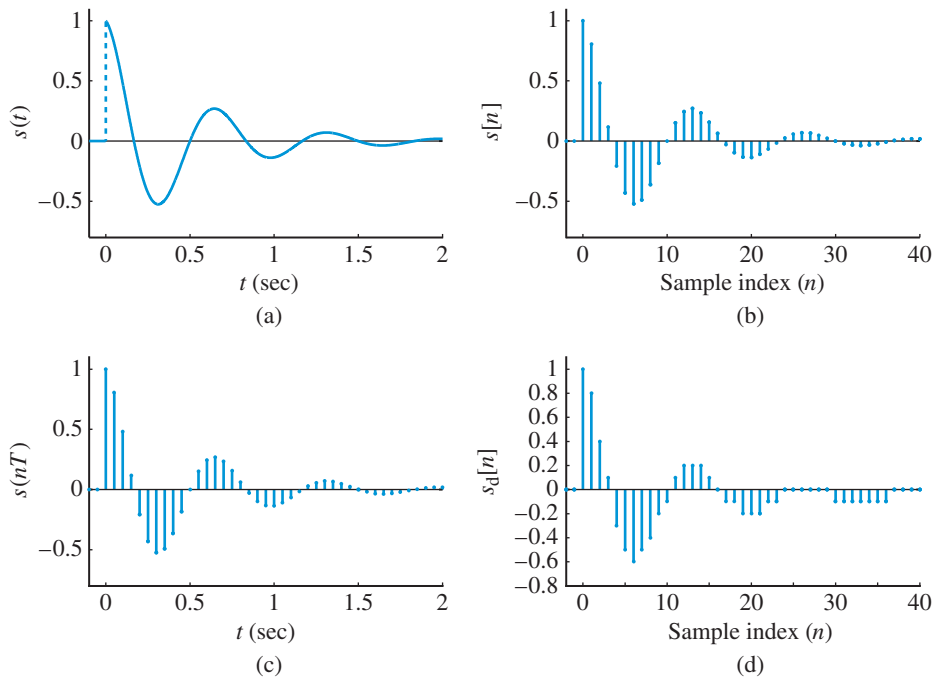 1
0.5
0
−0.5
s(t)
0 0.5 1 1.5 2
t (sec)
(a)
1
0.5
0
−0.5
s[n]
0 10 20 30 40
Sample index (n)
(b)
1
0.5
0
−0.5
s(nT)
0 0.5 1 1.5 2
t (sec)
(c)
1
0.8
0.6
0.4
0.2
0
−0.2
−0.4
−0.6
−0.8
sd[n]
0 10 20 30 40
Sample index (n)
(d)